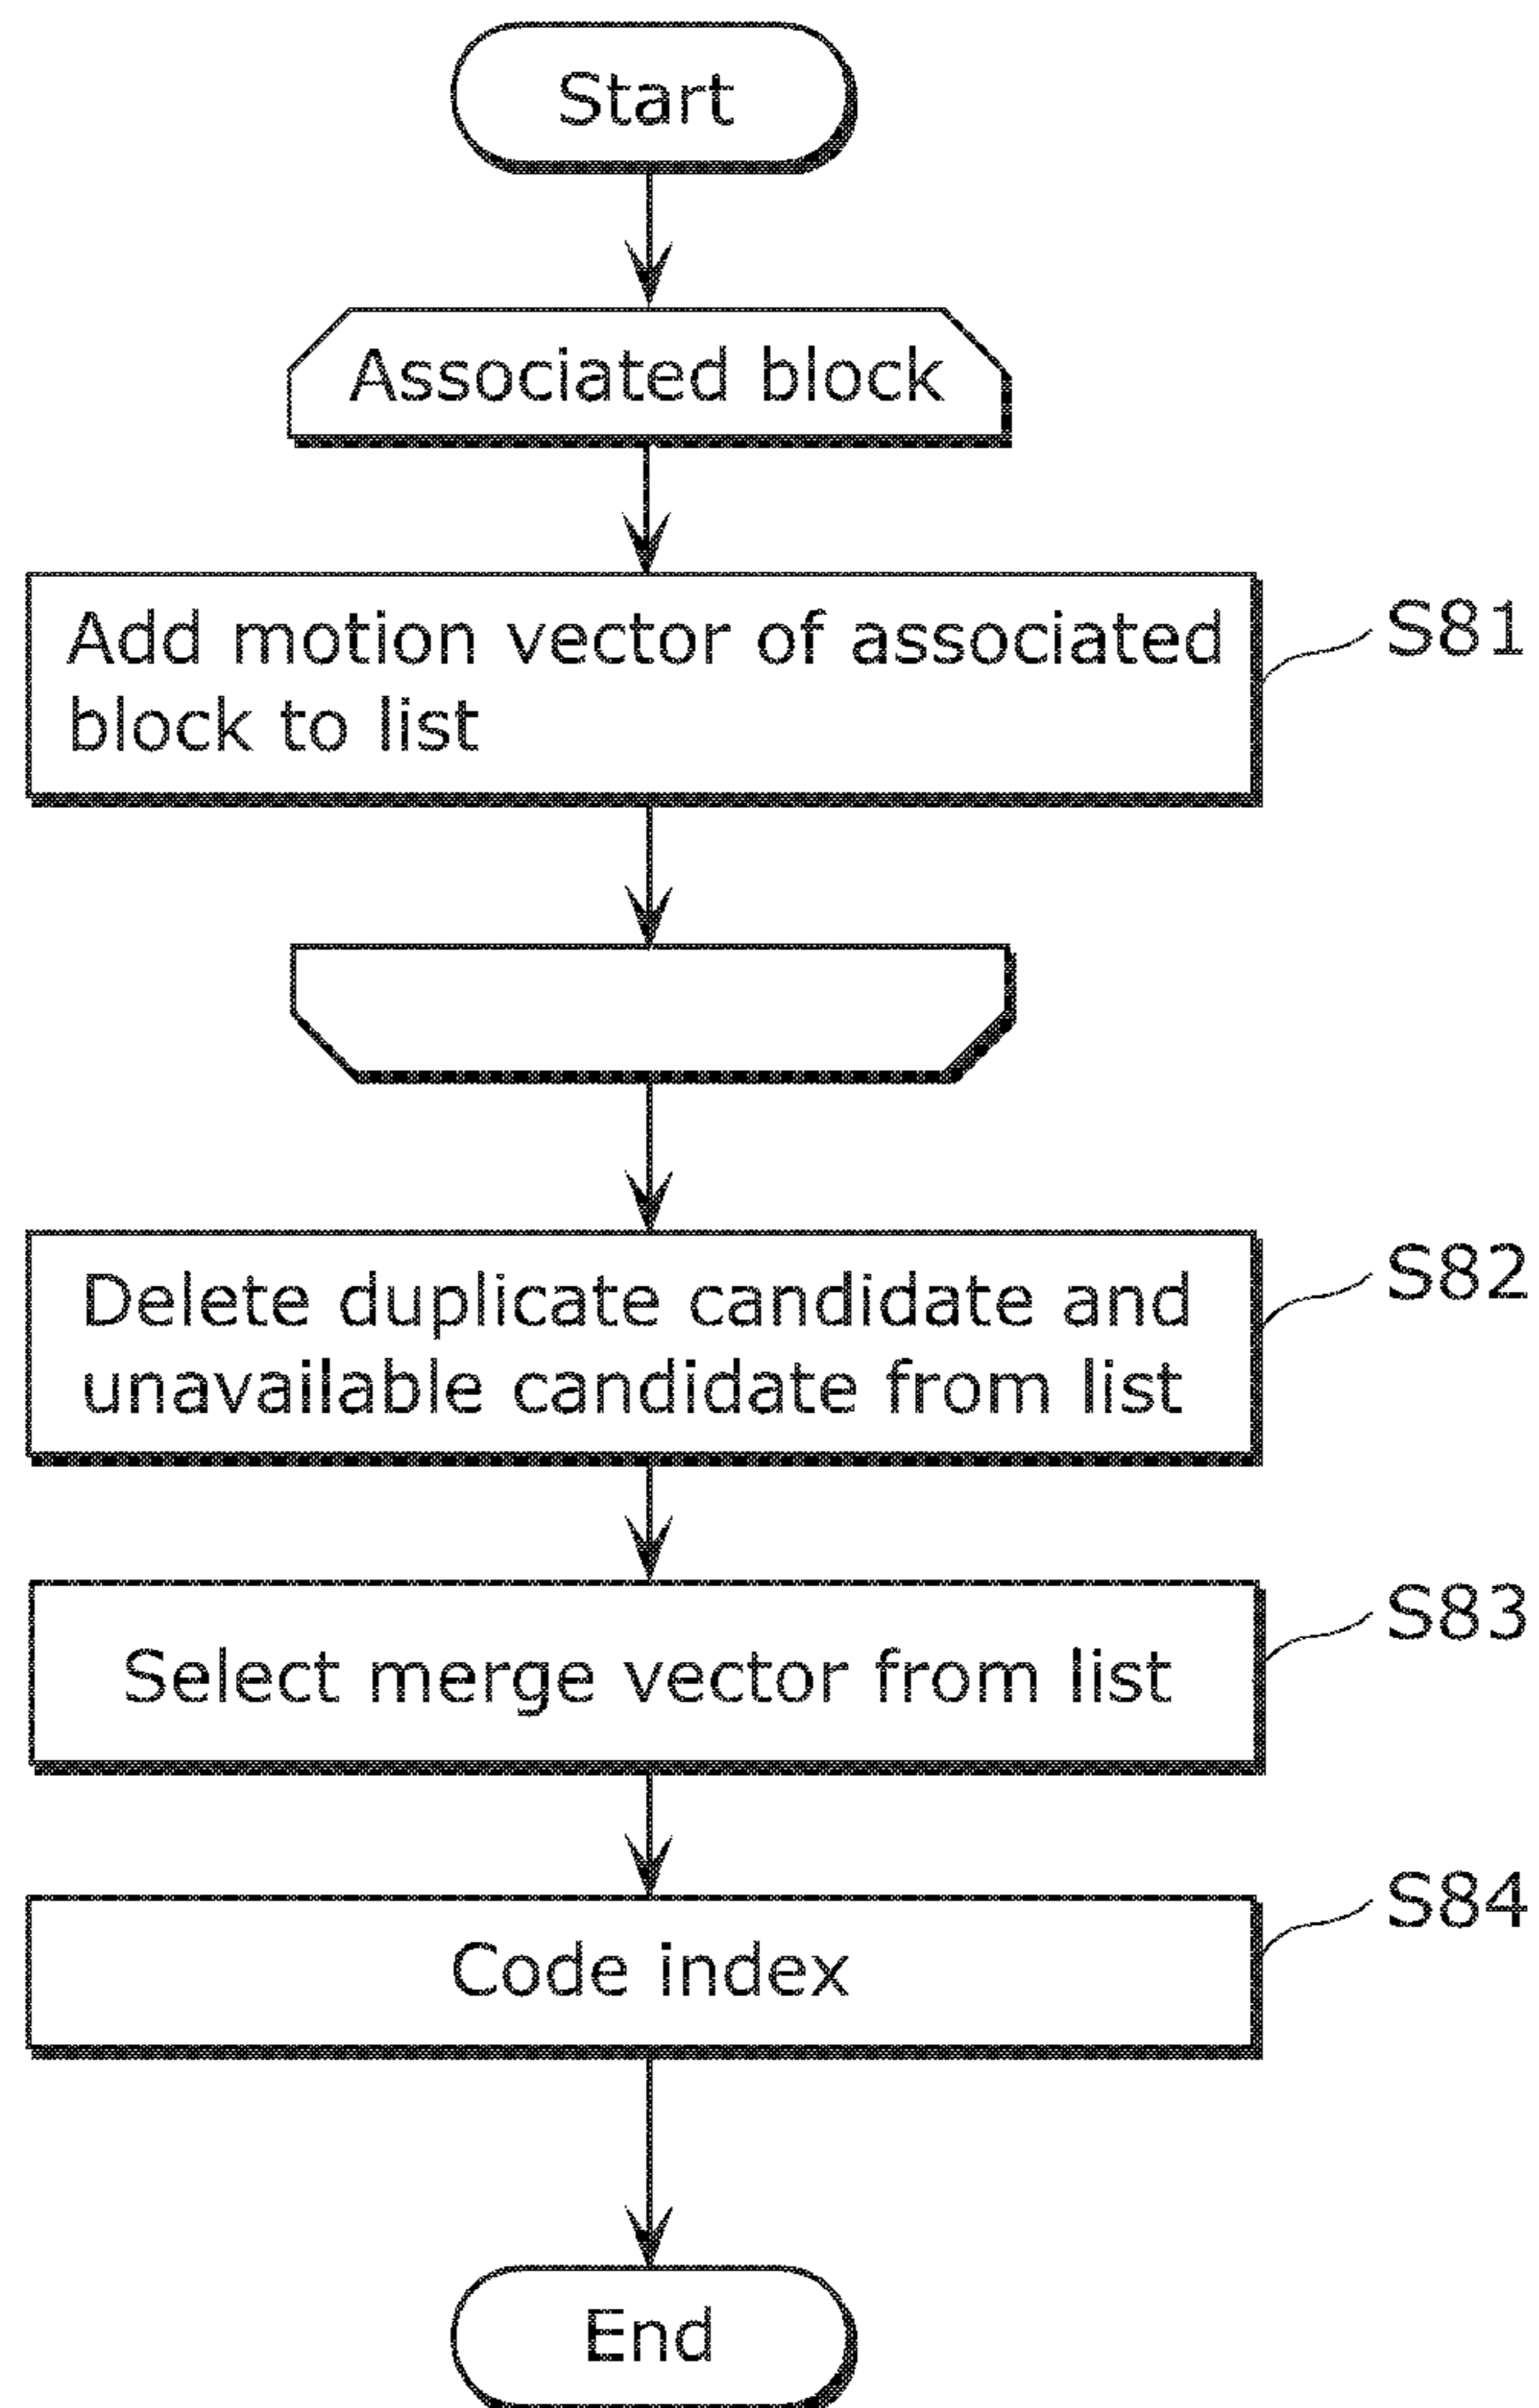 Start
Associated block
Add motion vector of associated
block to list
S81
Delete duplicate candidate and
unavailable candidate from list
S82
Select merge vector from list
S83
Code index
S84
End